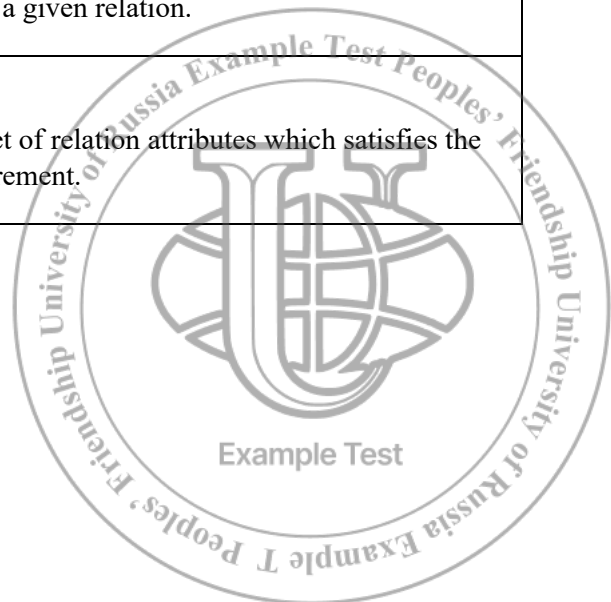 a given relation.
et of relation attributes which satisfies the
rement.
Peoples' Friendship University of Russia Example T Peoples' Friendship University of Russia Example Test
Example Test